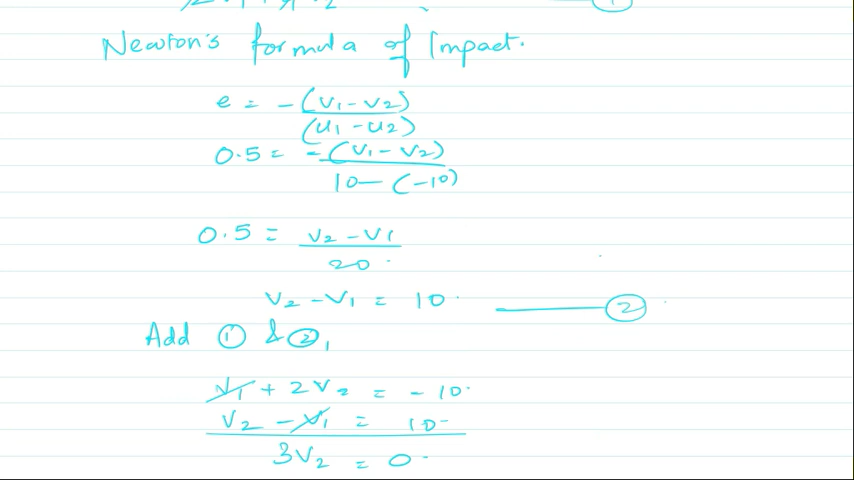 ①
Newton's formula of Impact.
e = -(v1 - v2) / (u1 - u2)
0.5 = -(v1 - v2) / 10 - (-10)
0.5 = v2 - v1 / 20.
v2 - v1 = 10. ②
Add ① & ②,
v1 + 2v2 = -10.
v2 - v1 = 10.
3v2 = 0.